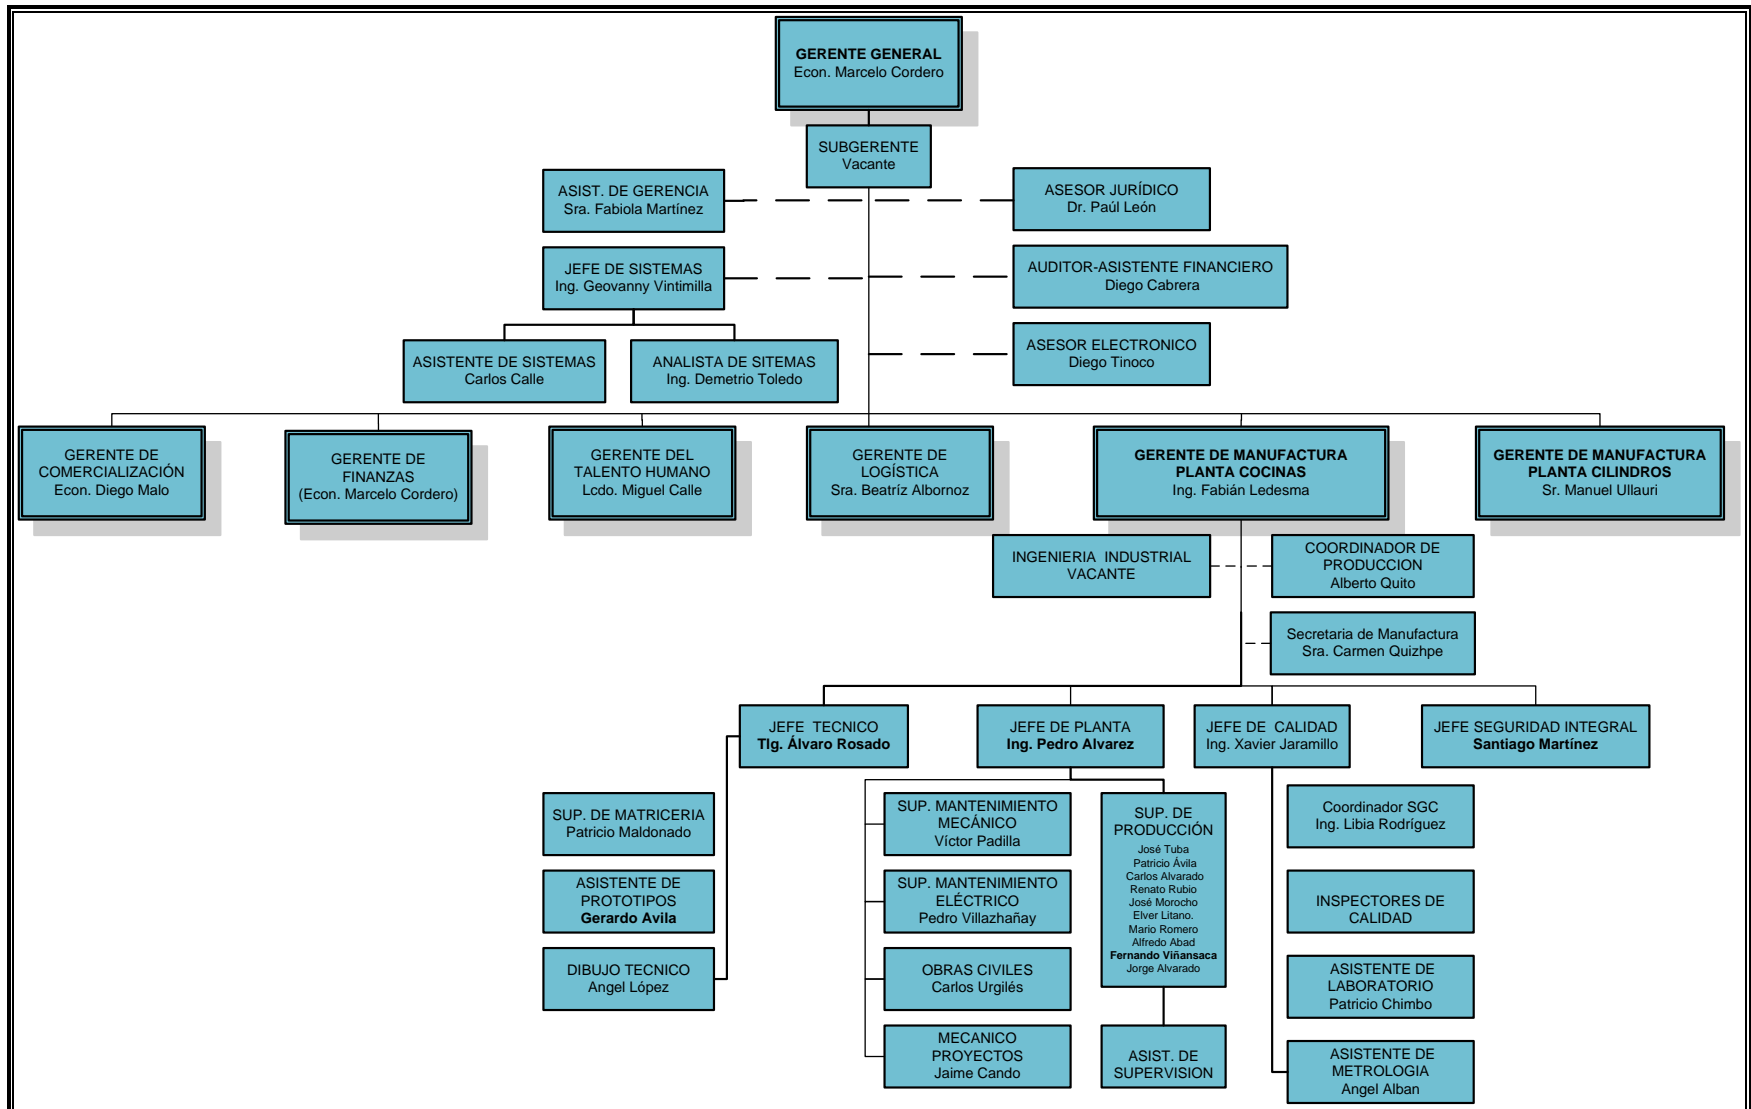 GERENTE GENERAL
Econ. Marcelo Cordero
SUBGERENTE
Vacante
ASIST. DE GERENCIA
Sra. Fabiola Martínez
ASESOR JURÍDICO
Dr. Paúl León
JEFE DE SISTEMAS
Ing. Geovanny Vintimilla
AUDITOR-ASISTENTE FINANCIERO
Diego Cabrera
ASISTENTE DE SISTEMAS
Carlos Calle
ANALISTA DE SITEMAS
Ing. Demetrio Toledo
ASESOR ELECTRONICO
Diego Tinoco
GERENTE DE
COMERCIALIZACIÓN
Econ. Diego Malo
GERENTE DE
FINANZAS
(Econ. Marcelo Cordero)
GERENTE DEL
TALENTO HUMANO
Lcdo. Miguel Calle
GERENTE DE
LOGÍSTICA
Sra. Beatríz Albornoz
GERENTE DE MANUFACTURA
PLANTA COCINAS
Ing. Fabián Ledesma
GERENTE DE MANUFACTURA
PLANTA CILINDROS
Sr. Manuel Ullauri
INGENIERIA INDUSTRIAL
VACANTE
COORDINADOR DE
PRODUCCION
Alberto Quito
Secretaria de Manufactura
Sra. Carmen Quizhpe
JEFE TECNICO
Tlg. Álvaro Rosado
JEFE DE PLANTA
Ing. Pedro Alvarez
JEFE DE CALIDAD
Ing. Xavier Jaramillo
JEFE SEGURIDAD INTEGRAL
Santiago Martínez
SUP. DE MATRICERIA
Patricio Maldonado
ASISTENTE DE
PROTOTIPOS
Gerardo Avila
DIBUJO TECNICO
Angel López
SUP. MANTENIMIENTO
MECÁNICO
Víctor Padilla
SUP. MANTENIMIENTO
ELÉCTRICO
Pedro Villazhañay
OBRAS CIVILES
Carlos Urgilés
MECANICO
PROYECTOS
Jaime Cando
SUP. DE
PRODUCCIÓN
José Tuba
Patricio Ávila
Carlos Alvarado
Renato Rubio
José Morocho
Elver Litano.
Mario Romero
Alfredo Abad
Fernando Viñansaca
Jorge Alvarado
ASIST. DE
SUPERVISION
Coordinador SGC
Ing. Libia Rodríguez
INSPECTORES DE
CALIDAD
ASISTENTE DE
LABORATORIO
Patricio Chimbo
ASISTENTE DE
METROLOGIA
Angel Alban